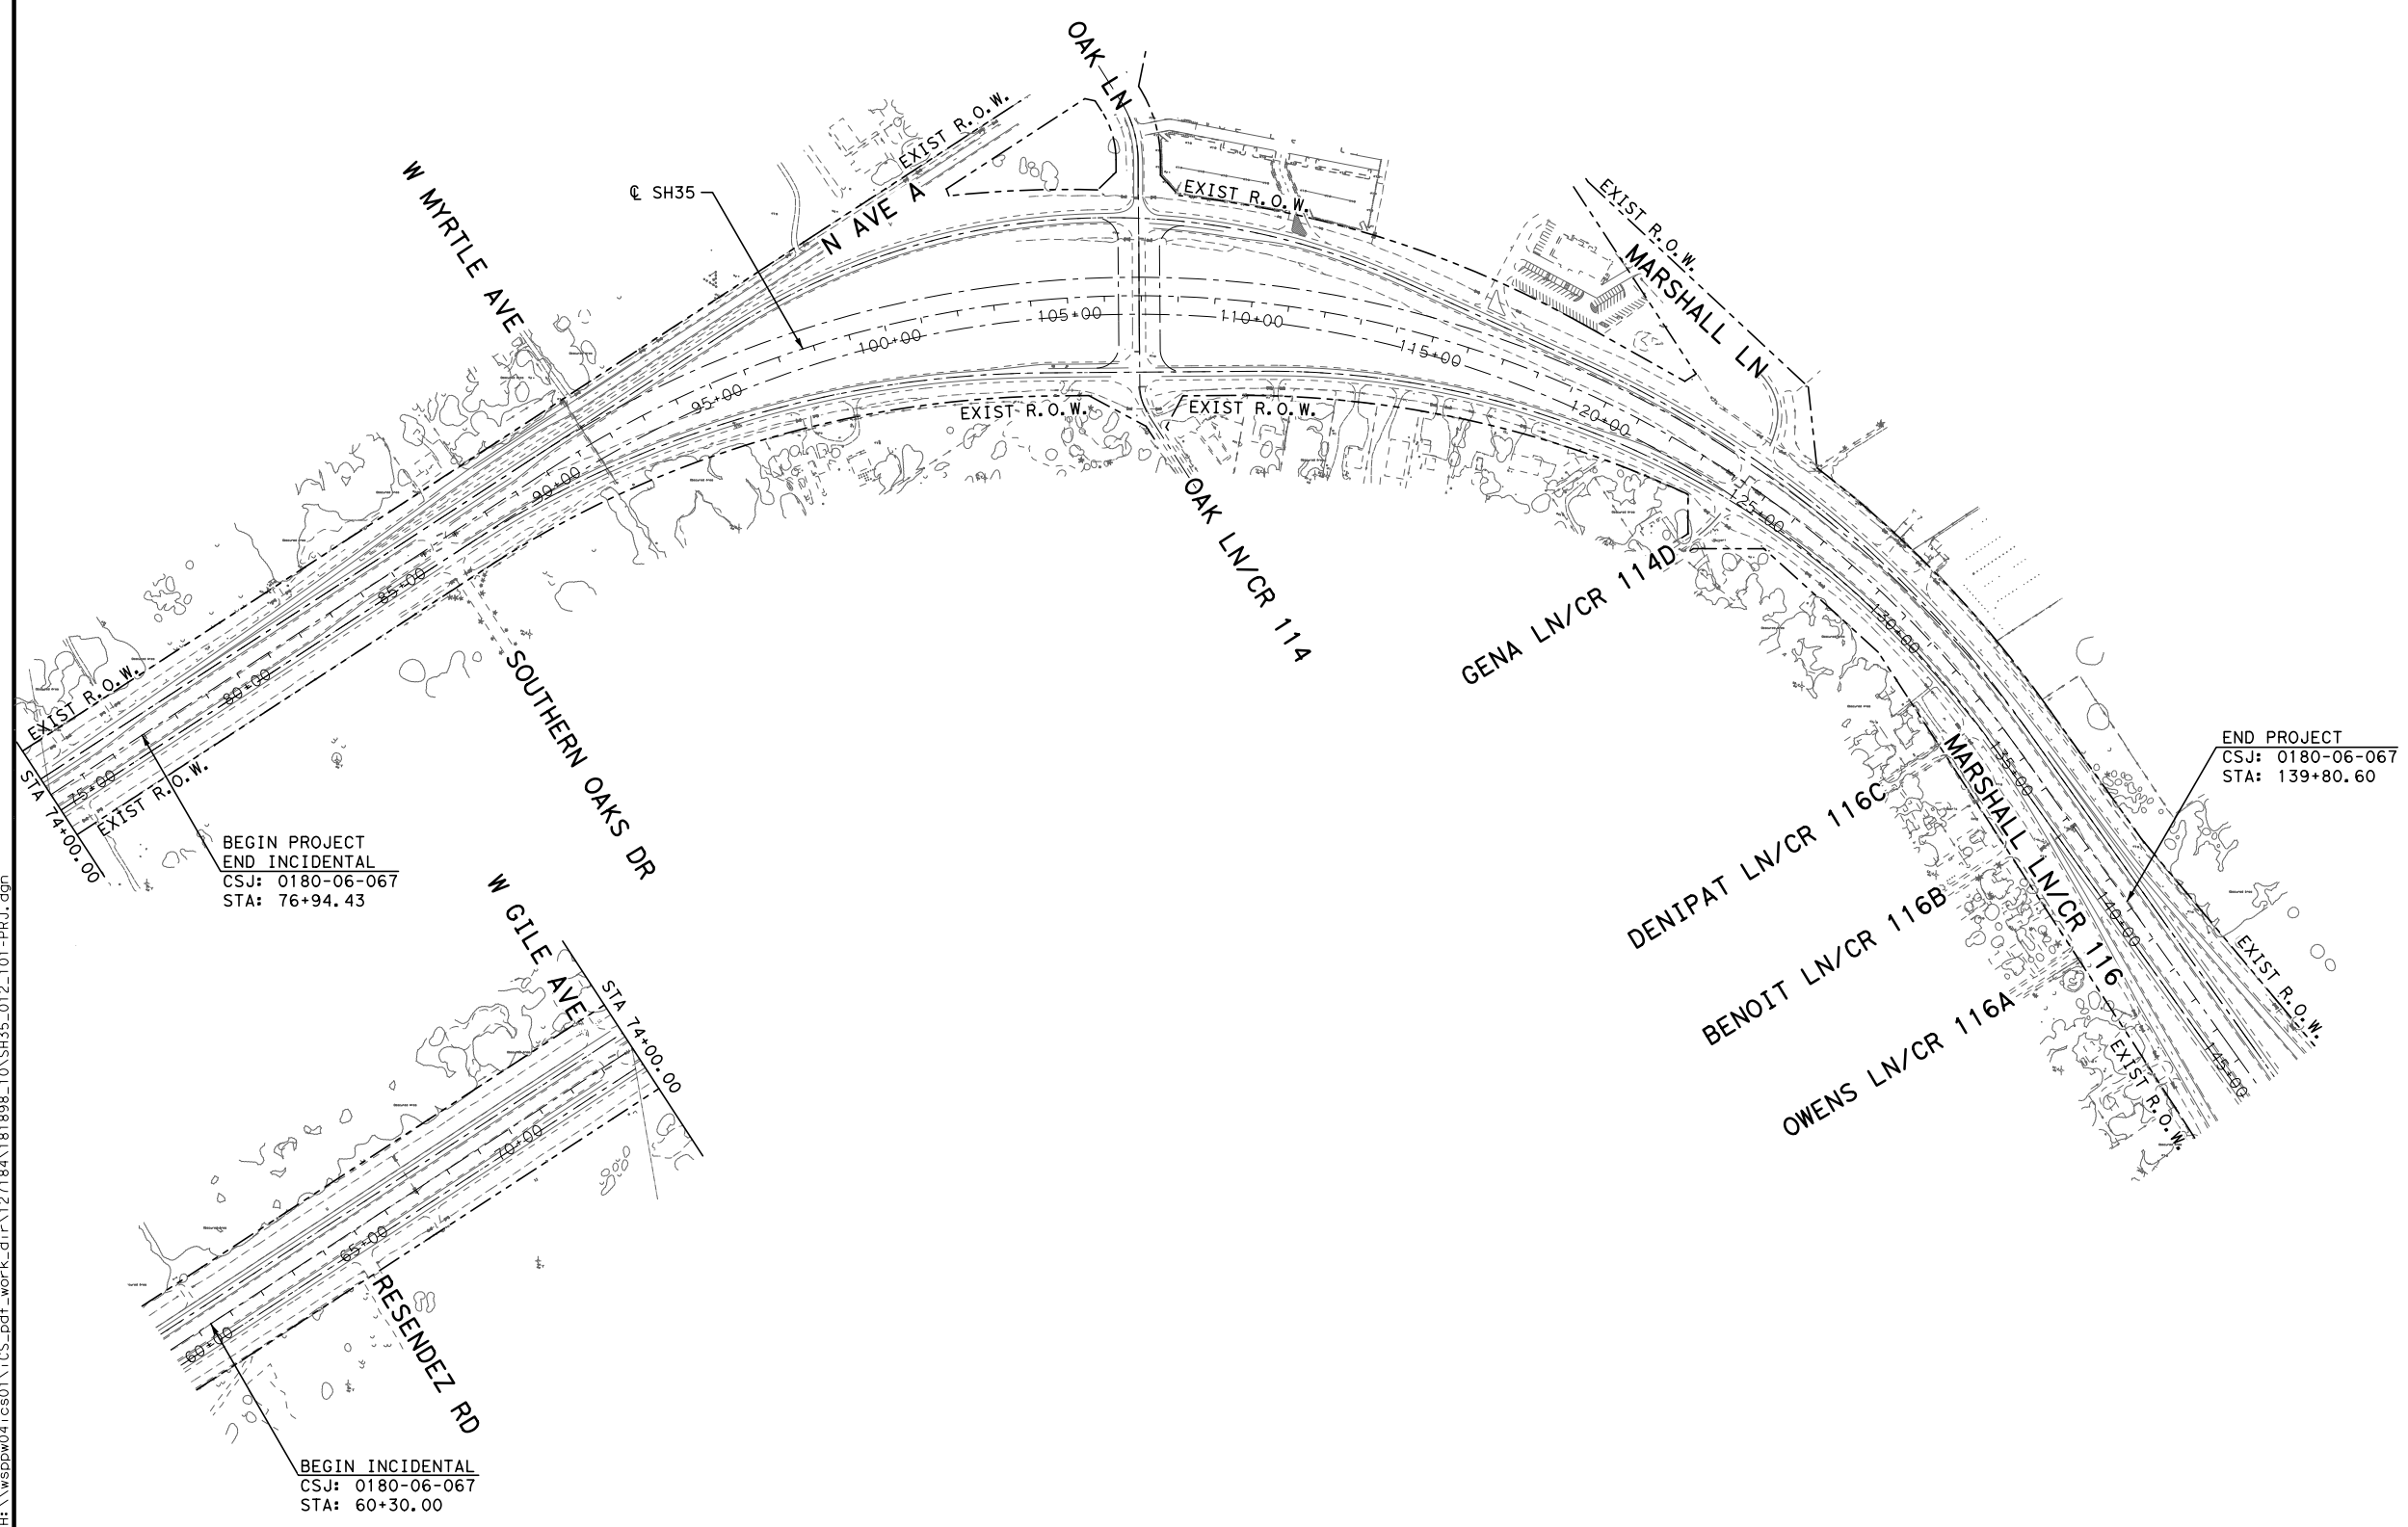 OAK LN
EXIST R.O.W.
W MYRTLE AVE
℄ SH35
N AVE A
EXIST R.O.W.
EXIST R.O.W.
MARSHALL LN
105+00
110+00
100+00
115+00
95+00
120+00
EXIST R.O.W.
EXIST R.O.W.
90+00
125+00
OAK LN/CR 114
GENA LN/CR 114D
85+00
130+00
80+00
SOUTHERN OAKS DR
EXIST R.O.W.
75+00
EXIST R.O.W.
STA 74+00.00
BEGIN PROJECT
END INCIDENTAL
CSJ: 0180-06-067
STA: 76+94.43
END PROJECT
CSJ: 0180-06-067
STA: 139+80.60
135+00
MARSHALL LN/CR 116
DENIPAT LN/CR 116C
BENOIT LN/CR 116B
OWENS LN/CR 116A
140+00
EXIST R.O.W.
145+00
EXIST R.O.W.
W GILE AVE
STA 74+00.00
70+00
65+00
60+00
RESENDEZ RD
BEGIN INCIDENTAL
CSJ: 0180-06-067
STA: 60+30.00